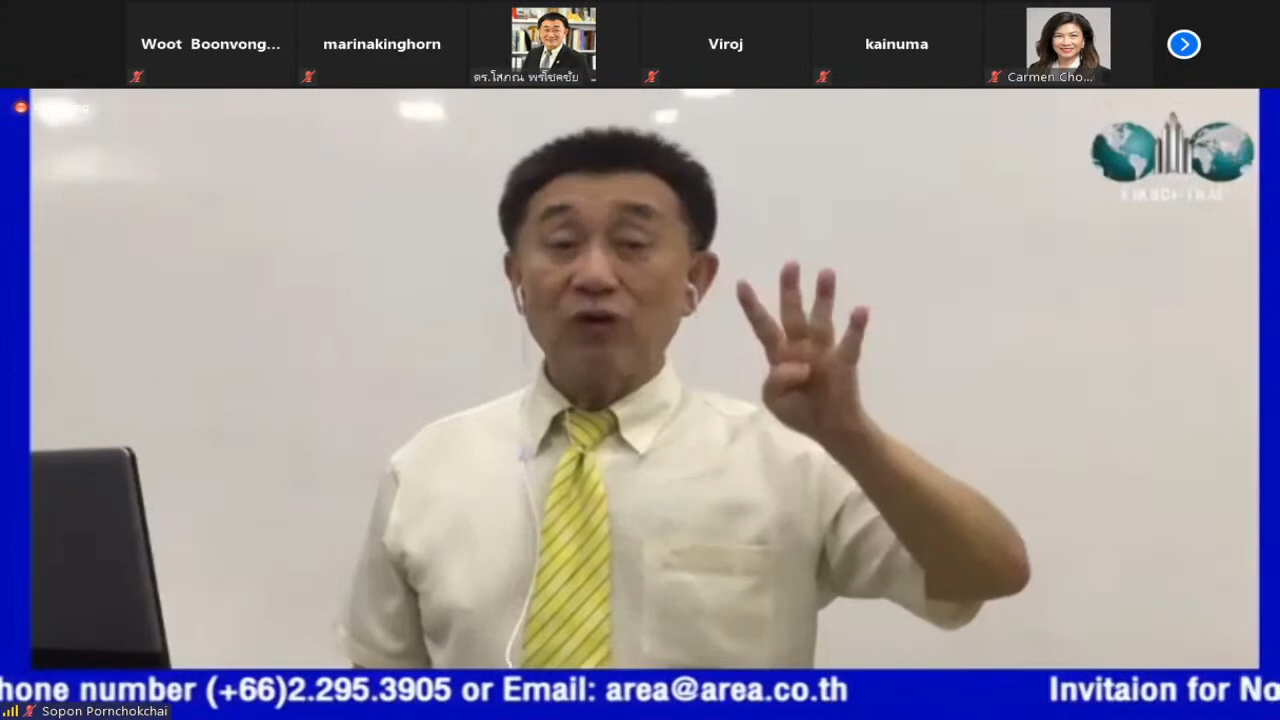 Woot Boonvong...
marinakinghorn
ดร.โสภณ พรโชคชัย
Viroj
kainuma
Carmen Cho...
hone number (+66)2.295.3905 or Email: area@area.co.th
Invitaion for No
Sopon Pornchokchai